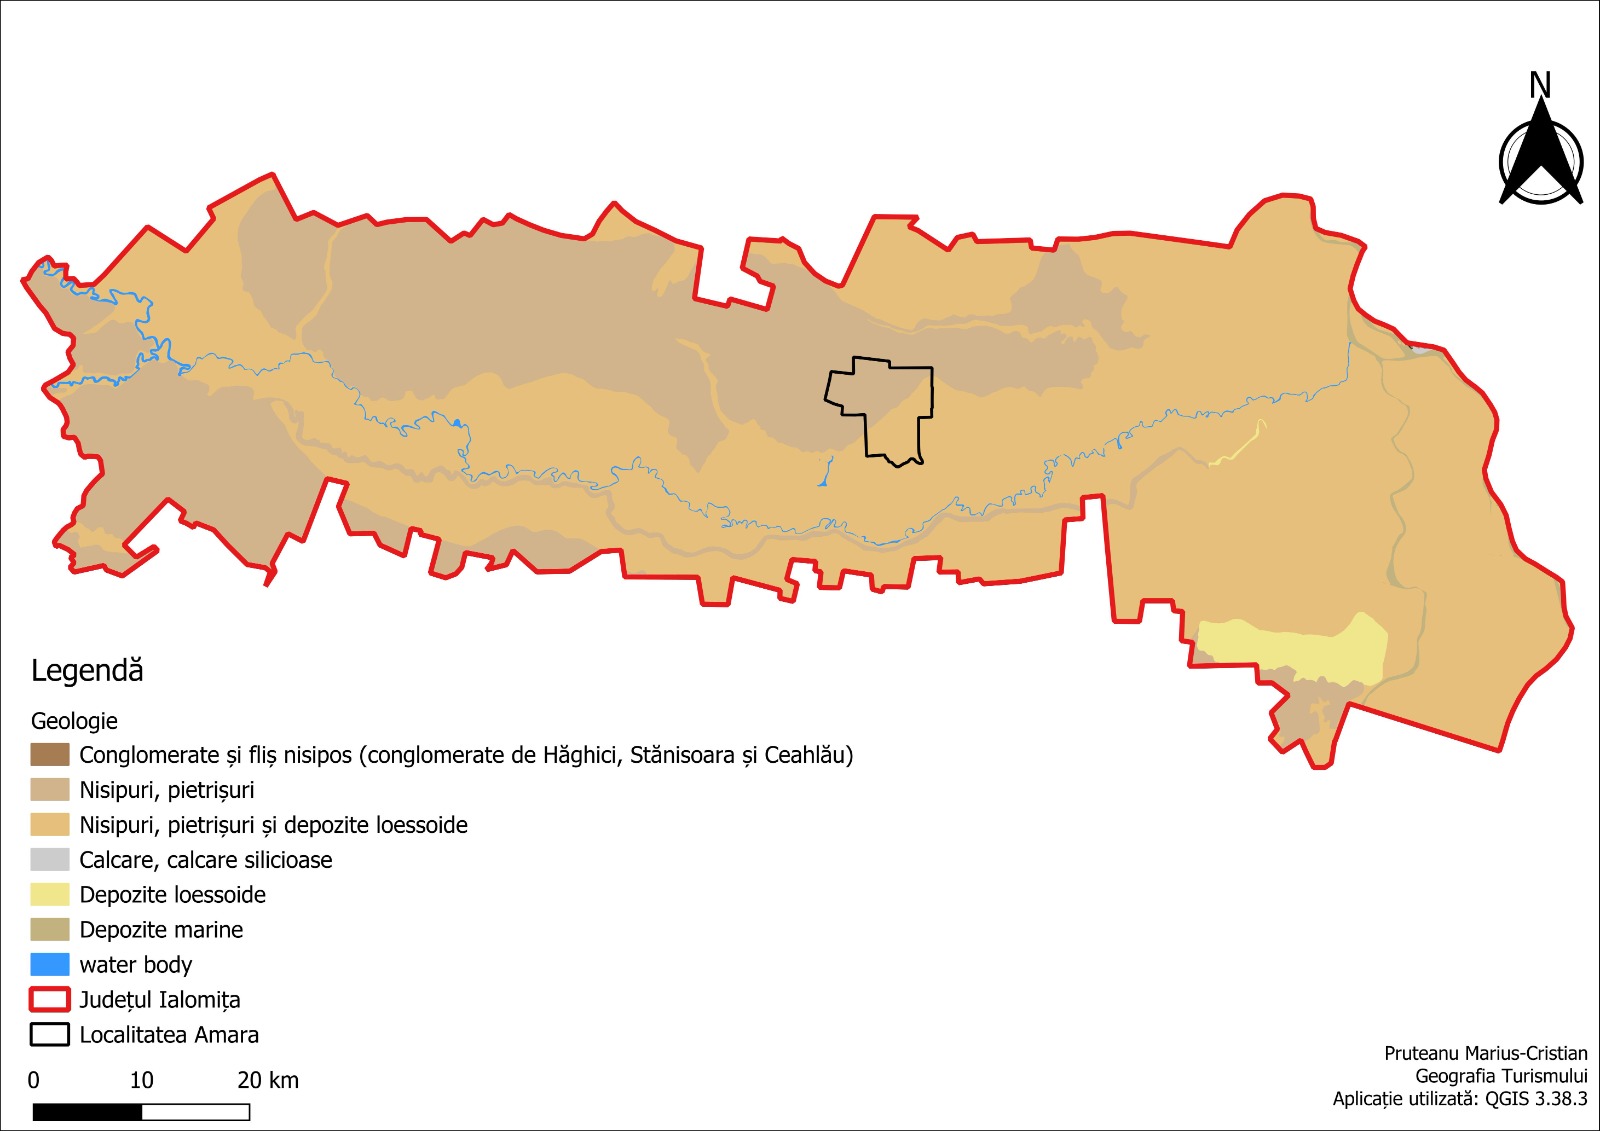 N
Legendă
Geologie
Conglomerate și fliș nisipos (conglomerate de Hăghici, Stănisoara și Ceahlău)
Nisipuri, pietrișuri
Nisipuri, pietrișuri și depozite loessoide
Calcare, calcare silicioase
Depozite loessoide
Depozite marine
water body
Județul Ialomița
Localitatea Amara
0 10 20 km
Pruteanu Marius-Cristian
Geografia Turismului
Aplicație utilizată: QGIS 3.38.3